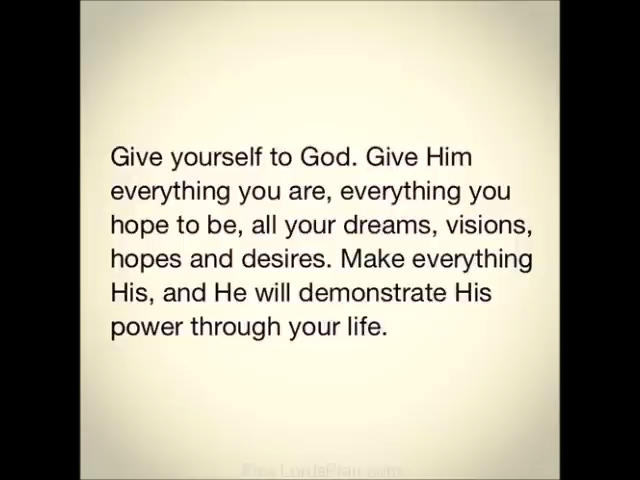 Give yourself to God. Give Him
everything you are, everything you
hope to be, all your dreams, visions,
hopes and desires. Make everything
His, and He will demonstrate His
power through your life.